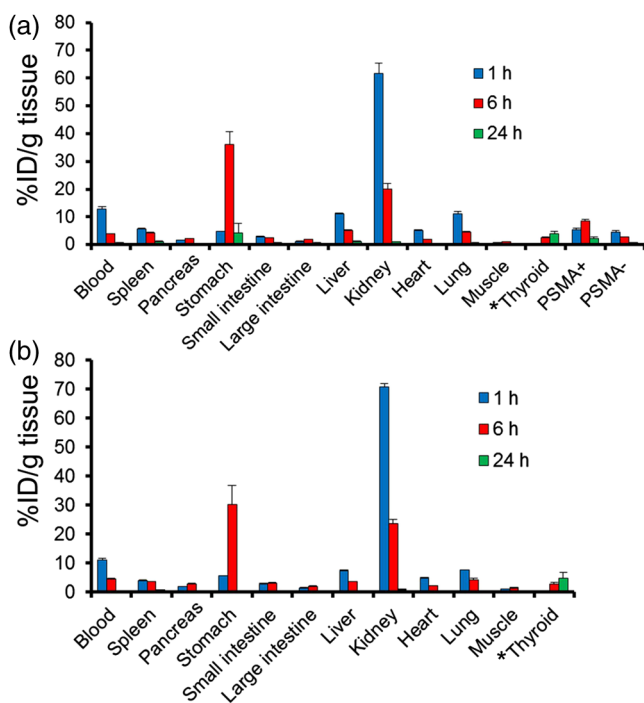 (a)
%ID/g tissue
80
70
60
50
40
30
20
10
0
1 h
6 h
24 h
Blood
Spleen
Pancreas
Stomach
Small intestine
Large intestine
Liver
Kidney
Heart
Lung
Muscle
*Thyroid
PSMA+
PSMA-
(b)
%ID/g tissue
80
70
60
50
40
30
20
10
0
1 h
6 h
24 h
Blood
Spleen
Pancreas
Stomach
Small intestine
Large intestine
Liver
Kidney
Heart
Lung
Muscle
*Thyroid